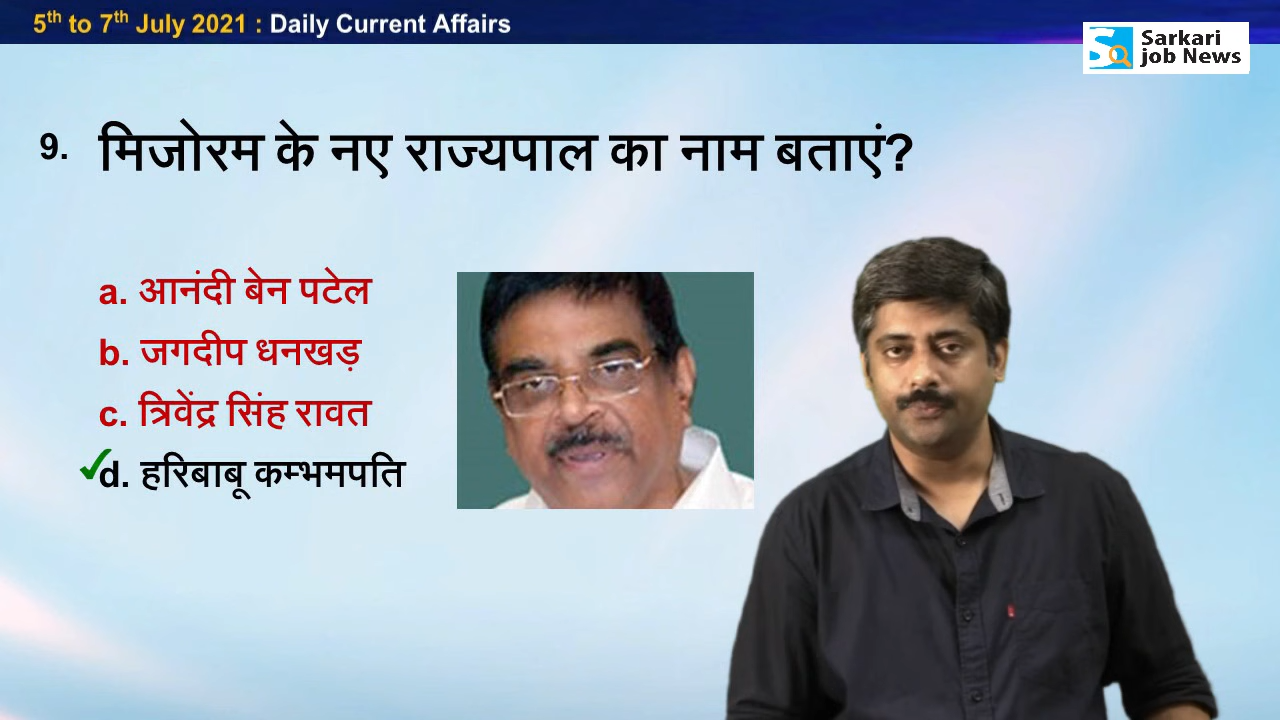 5th to 7th July 2021 : Daily Current Affairs
Sarkari
job News
9. मिजोरम के नए राज्यपाल का नाम बताएं?
a. आनंदी बेन पटेल
b. जगदीप धनखड़
c. त्रिवेंद्र सिंह रावत
d. हरिबाबू कम्भमपति